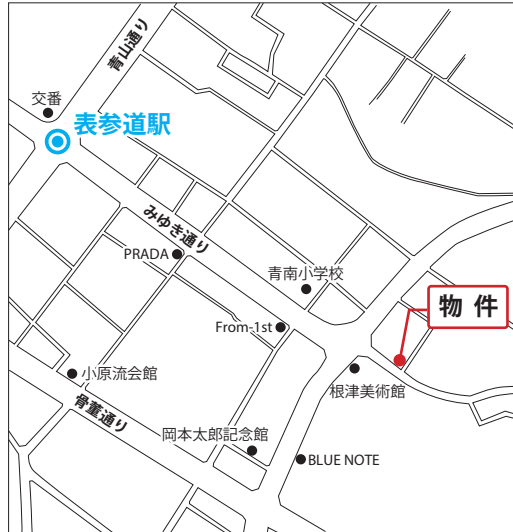 青山通り
交番
表参道駅
みゆき通り
PRADA
青南小学校
物件
From-1st
根津美術館
小原流会館
骨董通り
岡本太郎記念館
BLUE NOTE